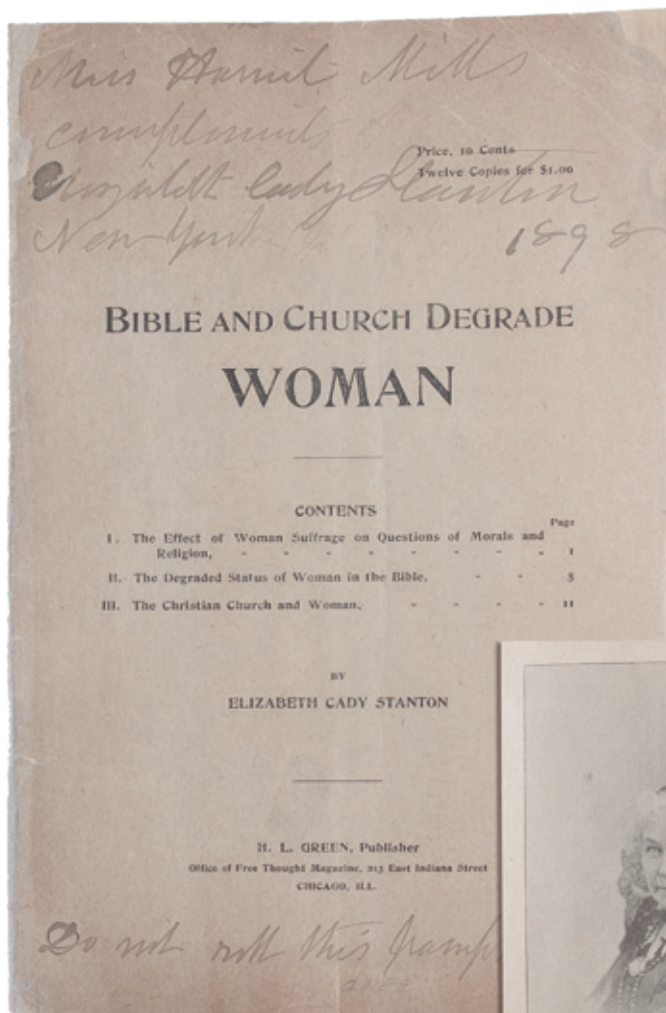 Miss Harriet Mills
compliments
Price, 10 Cents
Twelve Copies for $1.00
Elizabeth Cady Stanton
New York
1898
BIBLE AND CHURCH DEGRADE
WOMAN
CONTENTS
Page
I. The Effect of Woman Suffrage on Questions of Morals and
Religion, - - - - - - - - 1
II. The Degraded Status of Woman in the Bible, - - 5
III. The Christian Church and Woman, - - - - 11
BY
ELIZABETH CADY STANTON
H. L. GREEN, Publisher
Office of Free Thought Magazine, 213 East Indiana Street
CHICAGO, ILL.
Do not this